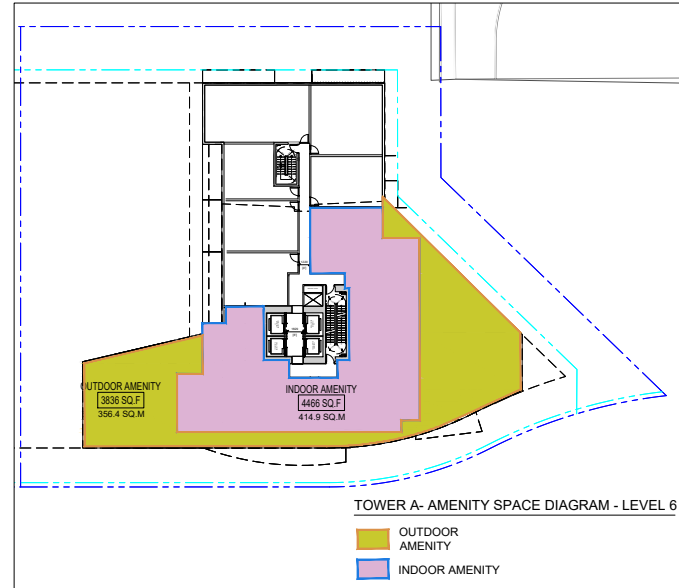 OUTDOOR AMENITY
3836 SQ.F
356.4 SQ.M
INDOOR AMENITY
4466 SQ.F
414.9 SQ.M
TOWER A- AMENITY SPACE DIAGRAM - LEVEL 6
OUTDOOR
AMENITY
INDOOR AMENITY